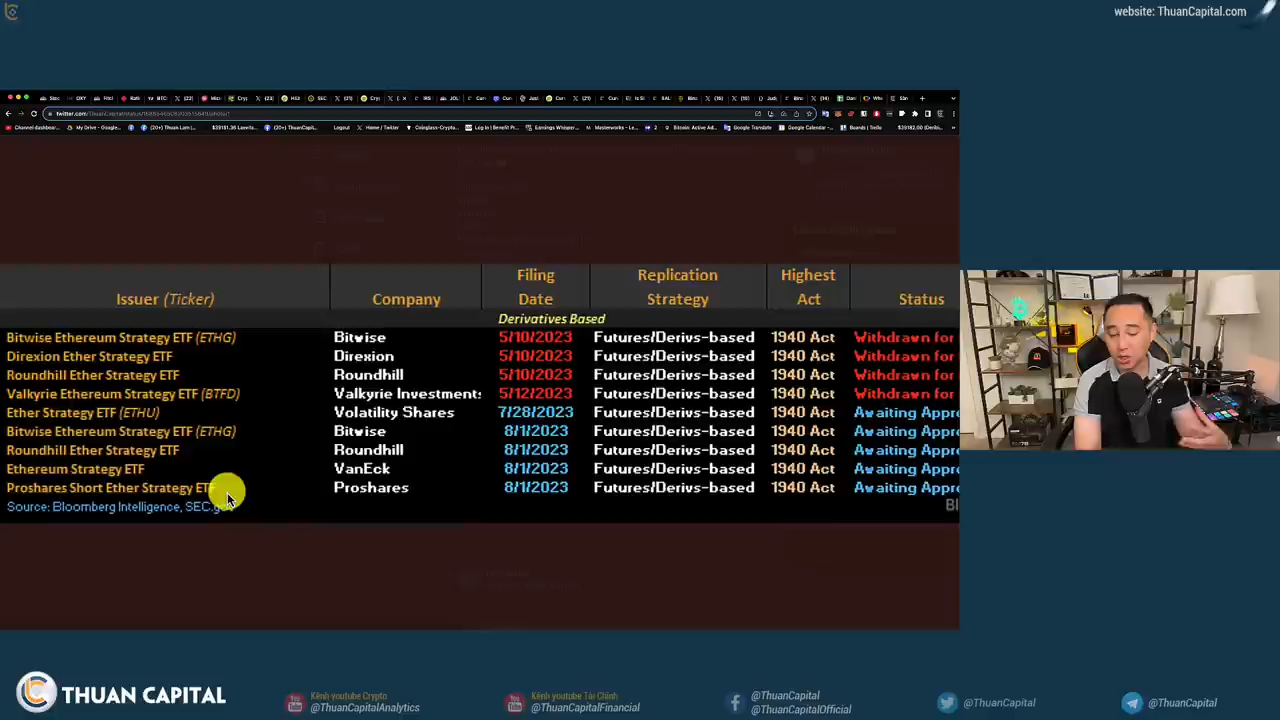 website: ThuanCapital.com
Issuer (Ticker) Company Filing Date Replication Strategy Highest Act Status
Derivatives Based
Bitwise Ethereum Strategy ETF (ETHG) Bitwise 5/10/2023 Futures/Derivs-based 1940 Act Withdrawn for
Direxion Ether Strategy ETF Direxion 5/10/2023 Futures/Derivs-based 1940 Act Withdrawn for
Roundhill Ether Strategy ETF Roundhill 5/10/2023 Futures/Derivs-based 1940 Act Withdrawn for
Valkyrie Ethereum Strategy ETF (BTFD) Valkyrie Investments 5/12/2023 Futures/Derivs-based 1940 Act Withdrawn for
Ether Strategy ETF (ETHU) Volatility Shares 7/28/2023 Futures/Derivs-based 1940 Act Awaiting Appr
Bitwise Ethereum Strategy ETF (ETHG) Bitwise 8/1/2023 Futures/Derivs-based 1940 Act Awaiting Appr
Roundhill Ether Strategy ETF Roundhill 8/1/2023 Futures/Derivs-based 1940 Act Awaiting Appr
Ethereum Strategy ETF VanEck 8/1/2023 Futures/Derivs-based 1940 Act Awaiting Appr
Proshares Short Ether Strategy ETF Proshares 8/1/2023 Futures/Derivs-based 1940 Act Awaiting Appr
Source: Bloomberg Intelligence, SEC.gov
THUAN CAPITAL
Kênh youtube Crypto
@ThuanCapitalAnalytics
Kênh youtube Tài Chính
@ThuanCapitalFinancial
@ThuanCapital
@ThuanCapitalOfficial
@ThuanCapital
@ThuanCapital